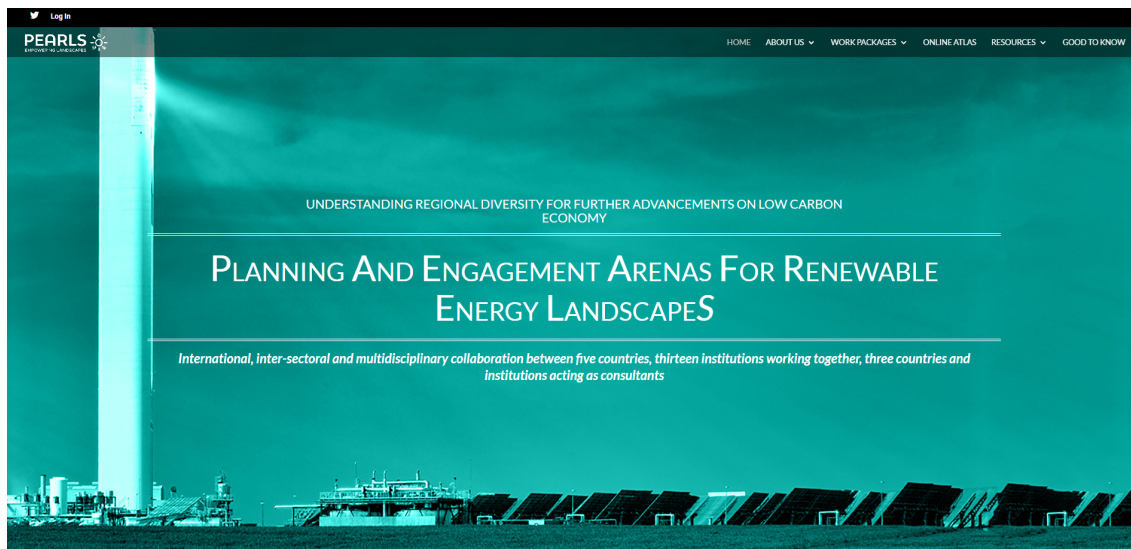 Log In
PEARLS
EMPOWERING LANDSCAPES
HOME ABOUT US WORK PACKAGES ONLINE ATLAS RESOURCES GOOD TO KNOW
UNDERSTANDING REGIONAL DIVERSITY FOR FURTHER ADVANCEMENTS ON LOW CARBON
ECONOMY
PLANNING AND ENGAGEMENT ARENAS FOR RENEWABLE
ENERGY LANDSCAPES
International, inter-sectoral and multidisciplinary collaboration between five countries, thirteen institutions working together, three countries and
institutions acting as consultants